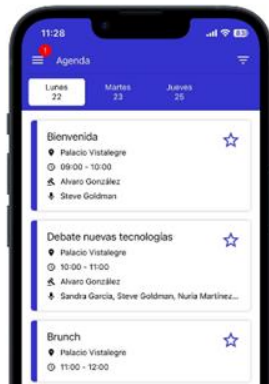 11:28
1
Agenda
Lunes Martes Jueves
22 23 25
Bienvenida
Palacio Vistalegre
09:00 - 10:00
Alvaro González
Steve Goldman
Debate nuevas tecnologías
Palacio Vistalegre
10:00 - 11:00
Alvaro González
Sandra García, Steve Goldman, Nuria Martínez...
Brunch
Palacio Vistalegre
11:00 - 12:00